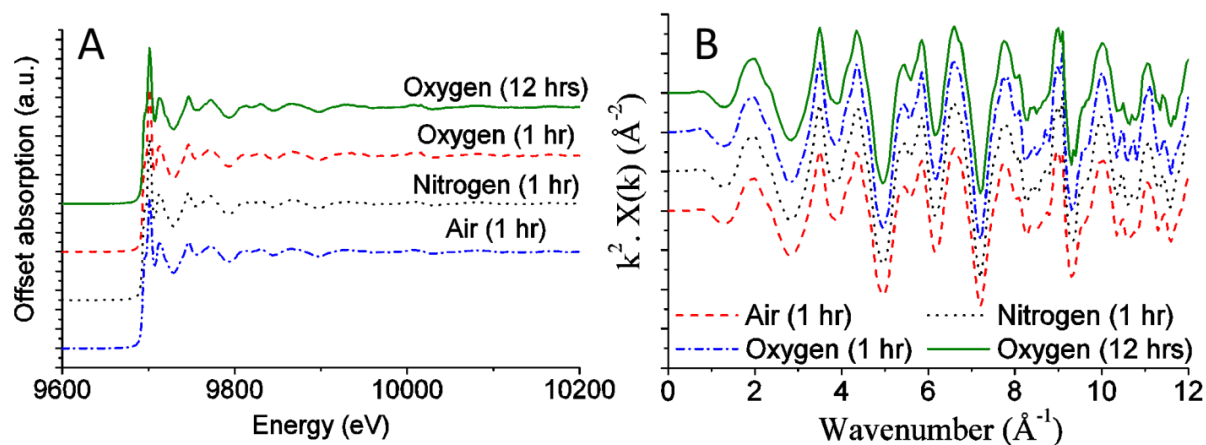 A
Offset absorption (a.u.)
Oxygen (12 hrs)
Oxygen (1 hr)
Nitrogen (1 hr)
Air (1 hr)
9600 9800 10000 10200
Energy (eV)
B
k². X(k) (Å⁻²)
Air (1 hr) Nitrogen (1 hr)
Oxygen (1 hr) Oxygen (12 hrs)
0 2 4 6 8 10 12
Wavenumber (Å⁻¹)